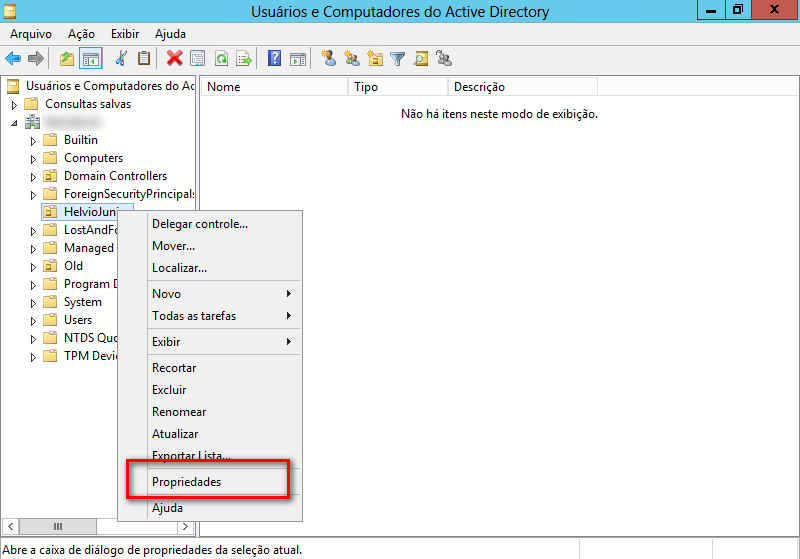 Usuários e Computadores do Active Directory
Arquivo Ação Exibir Ajuda
Usuários e Computadores do Ac
Consultas salvas
Builtin
Computers
Domain Controllers
ForeignSecurityPrincipals
HelvioJuni
LostAndFo
Managed
Old
Program D
System
Users
NTDS Quo
TPM Devic
Nome Tipo Descrição
Não há itens neste modo de exibição.
Delegar controle...
Mover...
Localizar...
Novo
Todas as tarefas
Exibir
Recortar
Excluir
Renomear
Atualizar
Exportar Lista...
Propriedades
Ajuda
Abre a caixa de diálogo de propriedades da seleção atual.